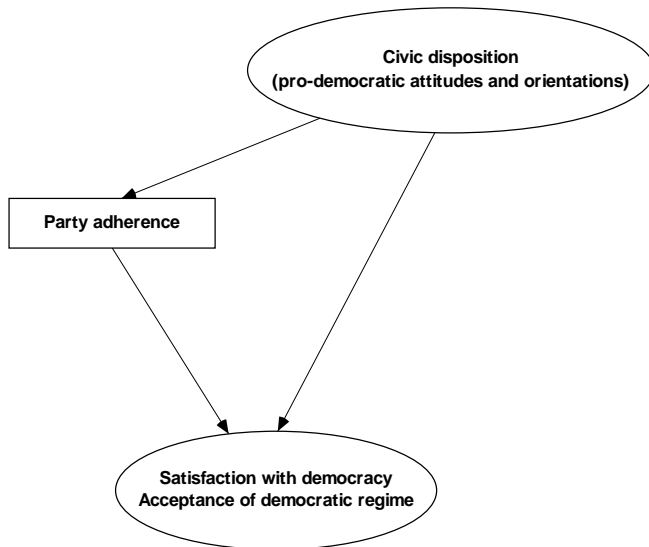 Civic disposition
(pro-democratic attitudes and orientations)
Party adherence
Satisfaction with democracy
Acceptance of democratic regime